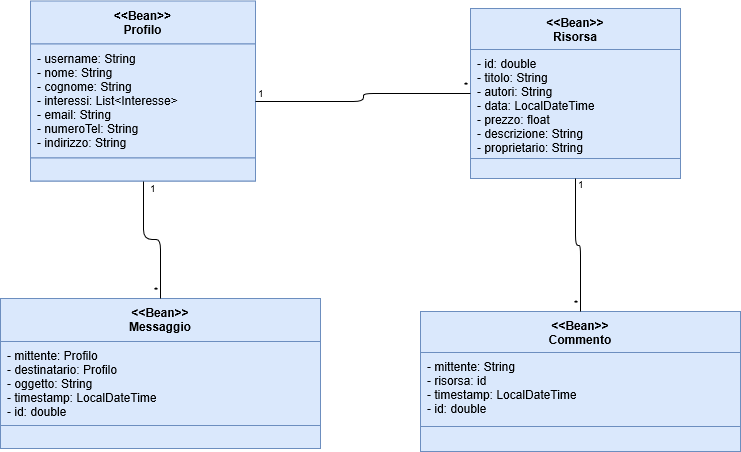 <<Bean>>
Profilo
- username: String
- nome: String
- cognome: String
- interessi: List<Interesse>
- email: String
- numeroTel: String
- indirizzo: String
<<Bean>>
Risorsa
- id: double
- titolo: String
- autori: String
- data: LocalDateTime
- prezzo: float
- descrizione: String
- proprietario: String
1
*
1
*
1
*
<<Bean>>
Messaggio
- mittente: Profilo
- destinatario: Profilo
- oggetto: String
- timestamp: LocalDateTime
- id: double
<<Bean>>
Commento
- mittente: String
- risorsa: id
- timestamp: LocalDateTime
- id: double